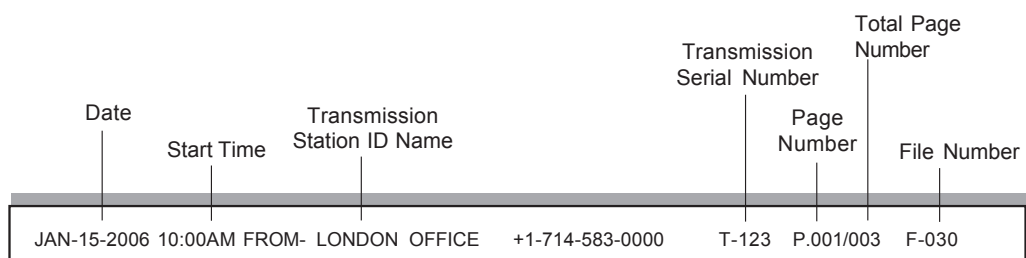 Total Page
Number
Transmission
Serial Number
Date
Transmission
Station ID Name
Page
Number
Start Time
File Number
JAN-15-2006 10:00AM FROM- LONDON OFFICE +1-714-583-0000 T-123 P.001/003 F-030